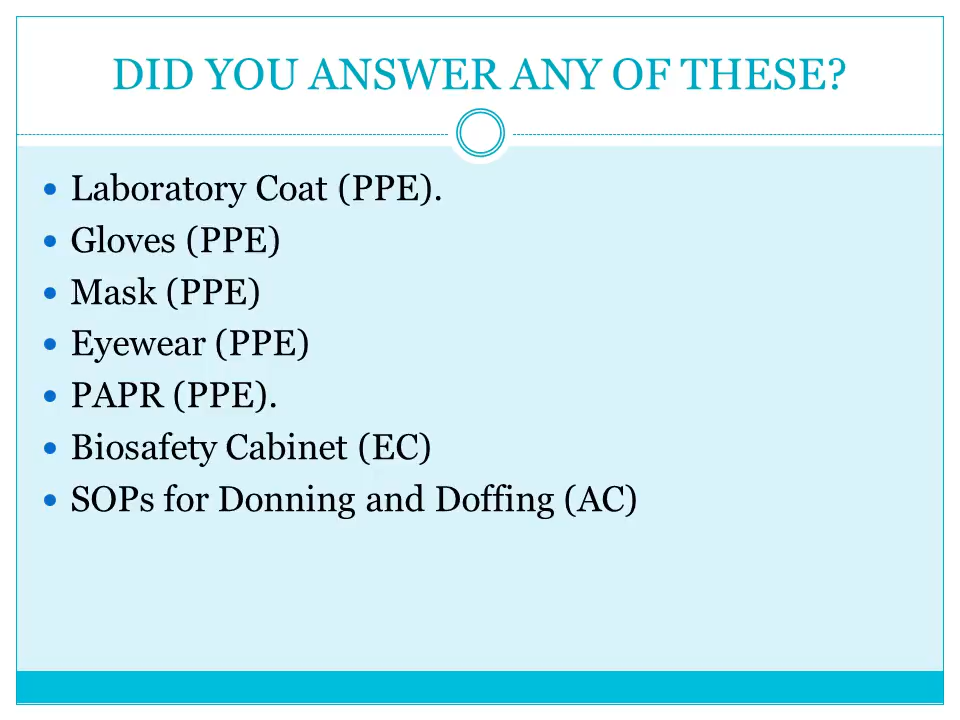 DID YOU ANSWER ANY OF THESE?
Laboratory Coat (PPE).
Gloves (PPE)
Mask (PPE)
Eyewear (PPE)
PAPR (PPE).
Biosafety Cabinet (EC)
SOPs for Donning and Doffing (AC)